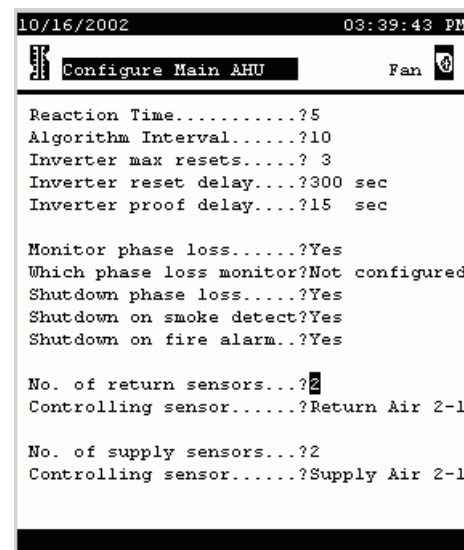 10/16/2002 03:39:43 PM
Configure Main AHU Fan
Reaction Time...........?5
Algorithm Interval......?10
Inverter max resets.....? 3
Inverter reset delay....?300 sec
Inverter proof delay....?15 sec
Monitor phase loss......?Yes
Which phase loss monitor?Not configured
Shutdown phase loss.....?Yes
Shutdown on smoke detect?Yes
Shutdown on fire alarm..?Yes
No. of return sensors...?2
Controlling sensor......?Return Air 2-1
No. of supply sensors...?2
Controlling sensor......?Supply Air 2-1